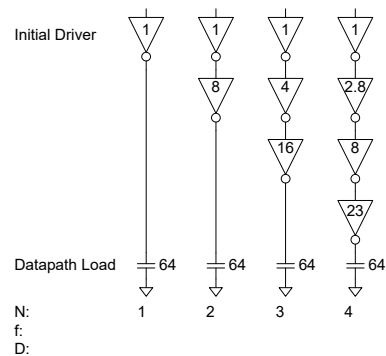 Initial Driver 1 1 1 1
8 4 2.8
16 8
23
Datapath Load 64 64 64 64
N: 1 2 3 4
f:
D: